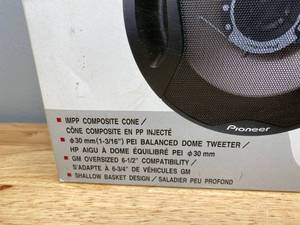 Pioneer
■ IMPP COMPOSITE CONE /
CÔNE COMPOSITE EN PP INJECTÉ
■ φ30 mm (1-3/16") PEI BALANCED DOME TWEETER /
HP AIGU À DOME ÉQUILIBRÉ PEI φ30 mm
■ GM OVERSIZED 6-1/2" COMPATIBILITY /
S'ADAPTE À 6-3/4" DE VÉHICULES GM
■ SHALLOW BASKET DESIGN / SALADIER PEU PROFOND